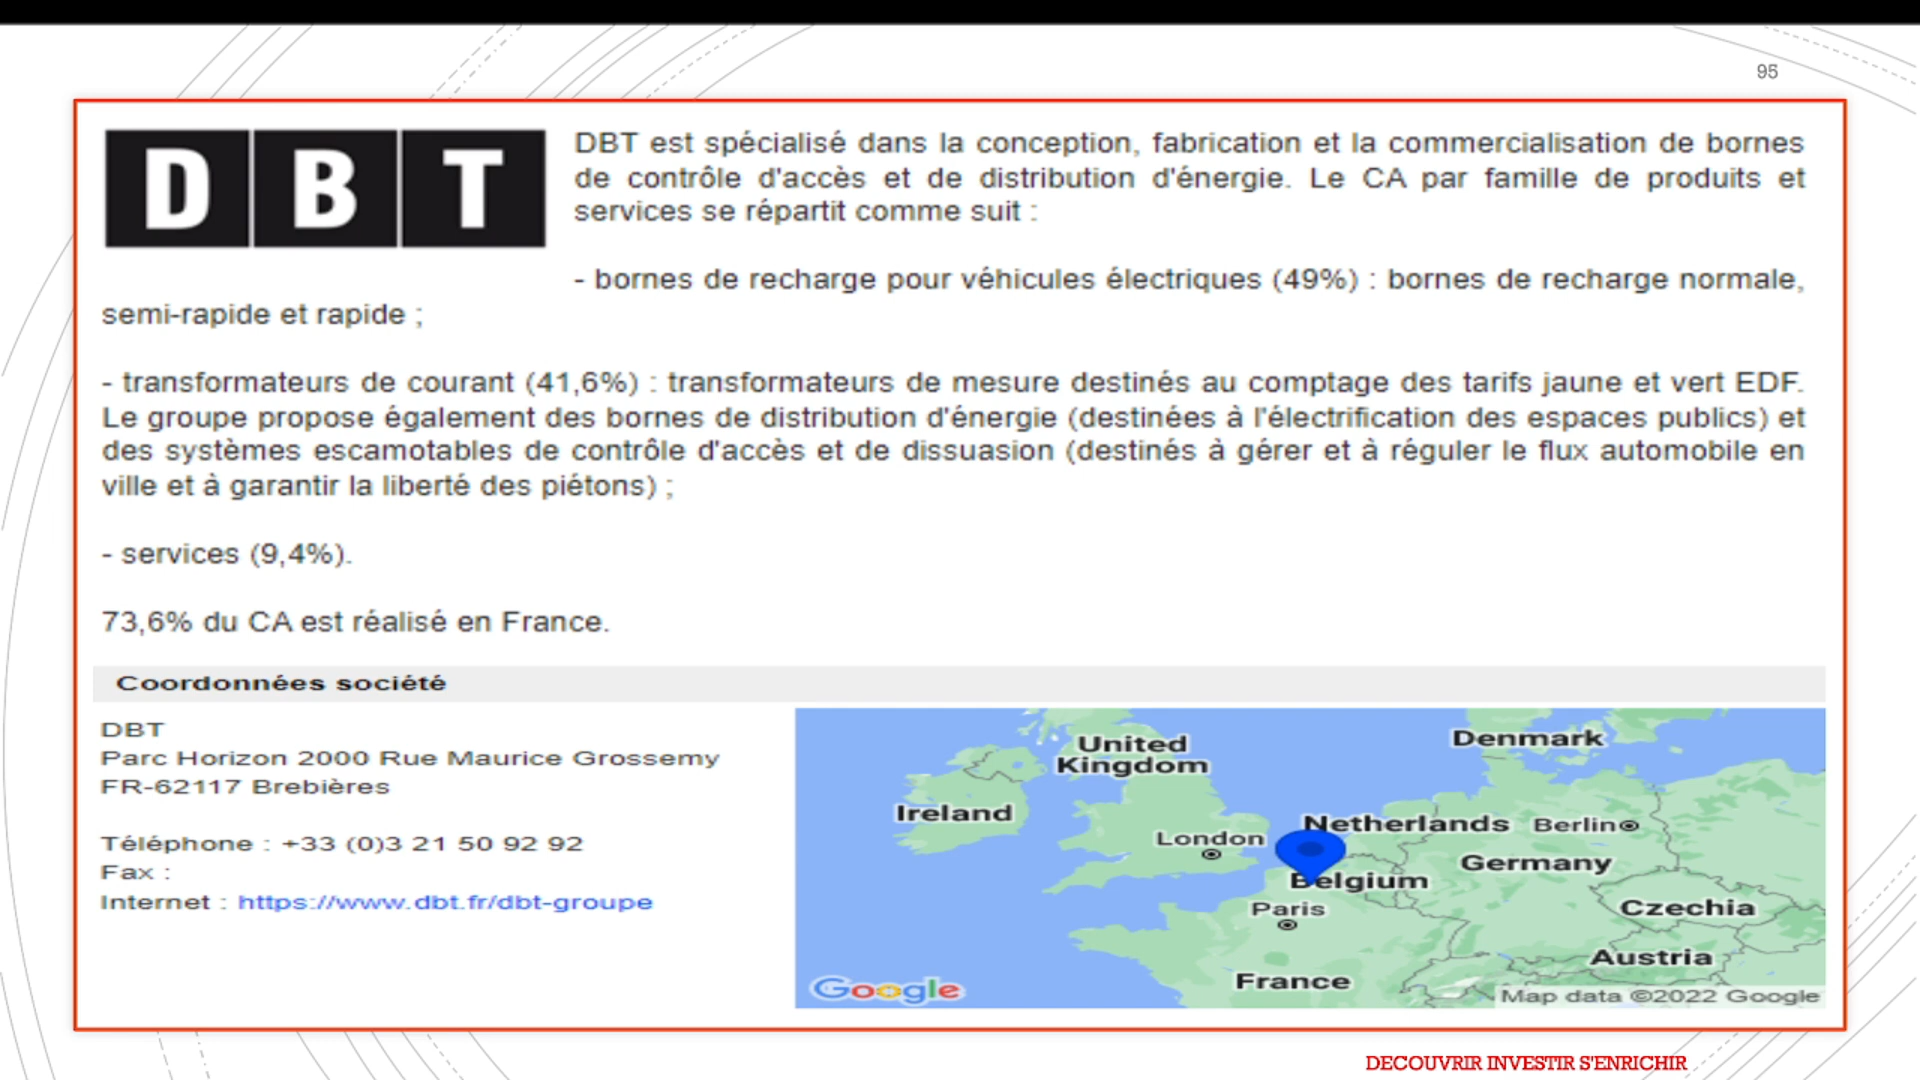 95
DBT
DBT est spécialisé dans la conception, fabrication et la commercialisation de bornes
de contrôle d'accès et de distribution d'énergie. Le CA par famille de produits et
services se répartit comme suit :
- bornes de recharge pour véhicules électriques (49%) : bornes de recharge normale,
semi-rapide et rapide ;
- transformateurs de courant (41,6%) : transformateurs de mesure destinés au comptage des tarifs jaune et vert EDF.
Le groupe propose également des bornes de distribution d'énergie (destinées à l'électrification des espaces publics) et
des systèmes escamotables de contrôle d'accès et de dissuasion (destinés à gérer et à réguler le flux automobile en
ville et à garantir la liberté des piétons) ;
- services (9,4%).
73,6% du CA est réalisé en France.
Coordonnées société
DBT
Parc Horizon 2000 Rue Maurice Grossemy
FR-62117 Brebières
Téléphone : +33 (0)3 21 50 92 92
Fax :
Internet : https://www.dbt.fr/dbt-groupe
Denmark
United
Kingdom
Ireland
Netherlands
Berlin
London
Germany
Belgium
Paris
Czechia
Austria
France
Google
Map data ©2022 Google
DECOUVRIR INVESTIR S'ENRICHIR